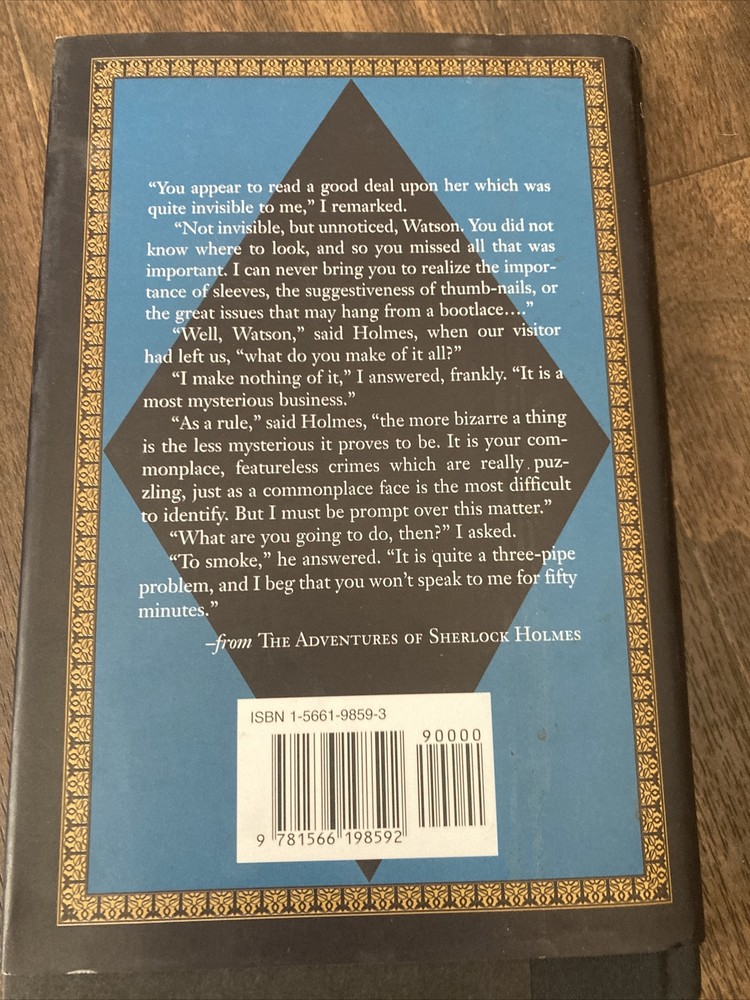 “You appear to read a good deal upon her which was
quite invisible to me,” I remarked.
“Not invisible, but unnoticed, Watson. You did not
know where to look, and so you missed all that was
important. I can never bring you to realize the impor-
tance of sleeves, the suggestiveness of thumb-nails, or
the great issues that may hang from a bootlace....”
“Well, Watson,” said Holmes, when our visitor
had left us, “what do you make of it all?”
“I make nothing of it,” I answered, frankly. “It is a
most mysterious business.”
“As a rule,” said Holmes, “the more bizarre a thing
is the less mysterious it proves to be. It is your com-
monplace, featureless crimes which are really puz-
zling, just as a commonplace face is the most difficult
to identify. But I must be prompt over this matter.”
“What are you going to do, then?” I asked.
“To smoke,” he answered. “It is quite a three-pipe
problem, and I beg that you won’t speak to me for fifty
minutes.”
–from THE ADVENTURES OF SHERLOCK HOLMES
ISBN 1-5661-9859-3
90000
9 781566 198592